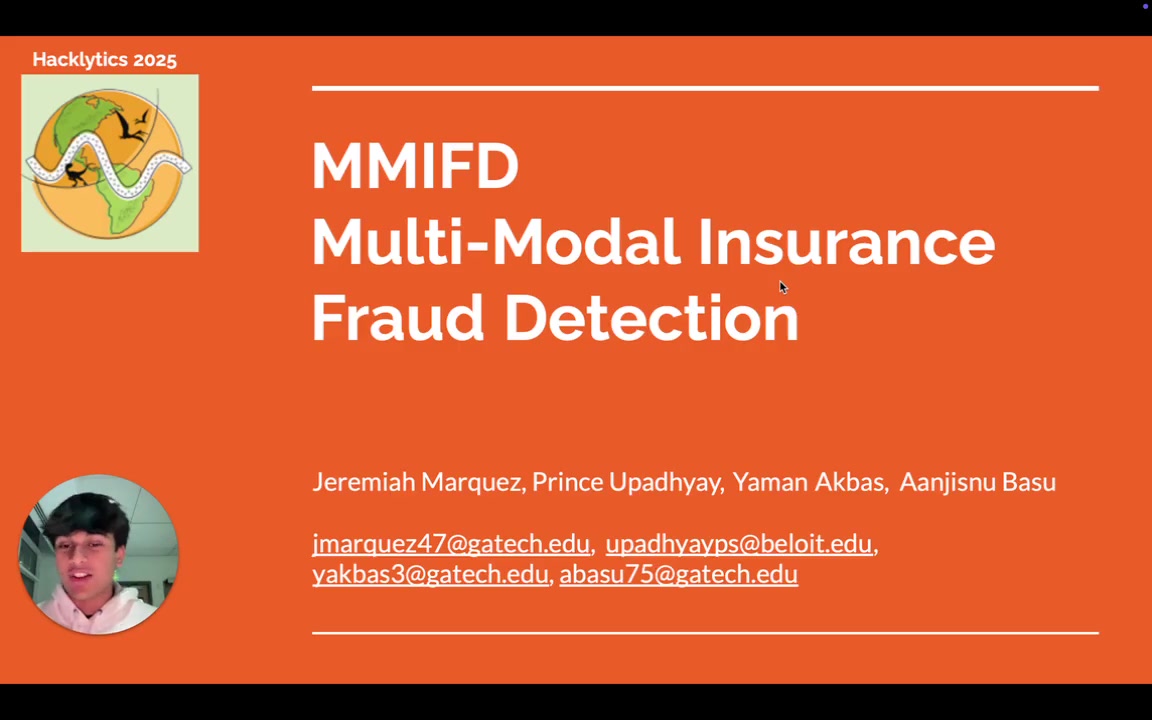 Hacklytics 2025
MMIFD
Multi-Modal Insurance
Fraud Detection
Jeremiah Marquez, Prince Upadhyay, Yaman Akbas, Aanjisnu Basu
jmarquez47@gatech.edu, upadhyayps@beloit.edu,
yakbas3@gatech.edu, abasu75@gatech.edu